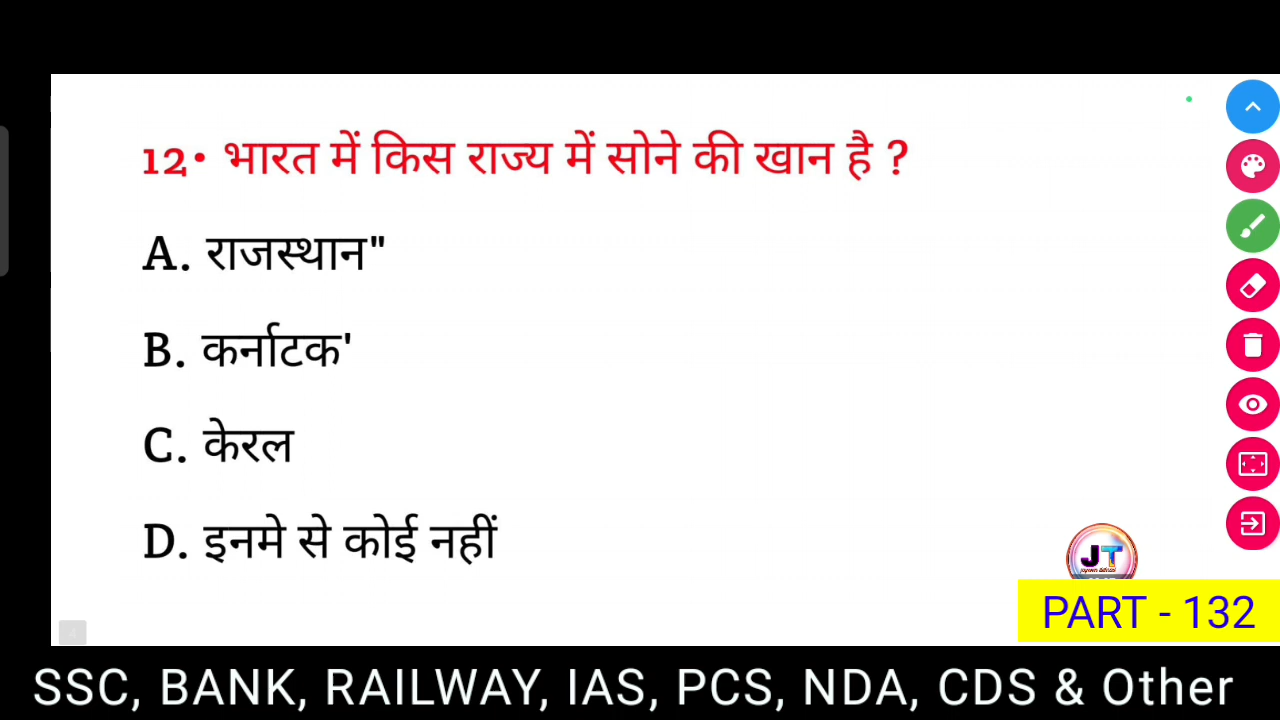 12• भारत में किस राज्य में सोने की खान है ?
A. राजस्थान"
B. कर्नाटक'
C. केरल
D. इनमे से कोई नहीं
JT
PART - 132
SSC, BANK, RAILWAY, IAS, PCS, NDA, CDS & Other